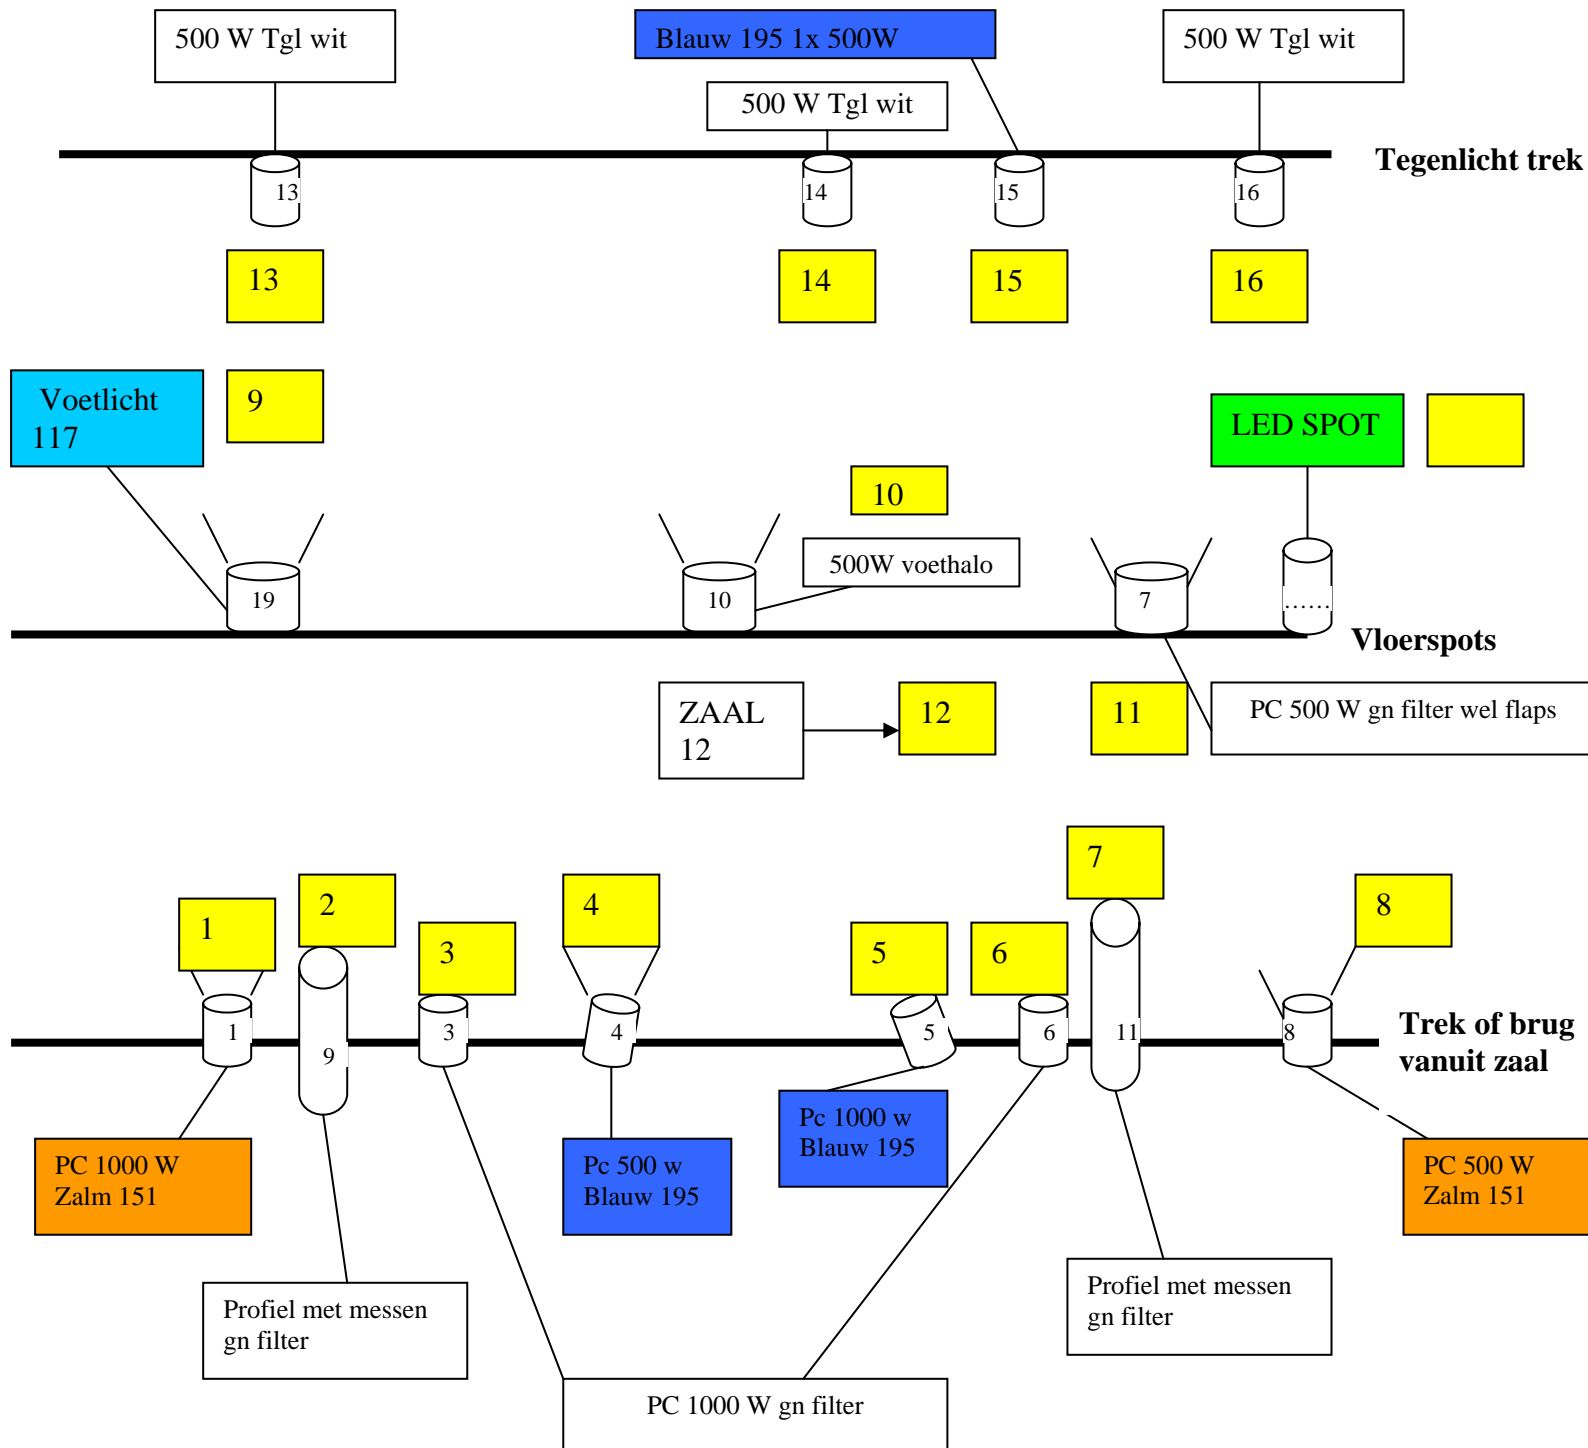 500 W Tgl wit
Blauw 195 1x 500W
500 W Tgl wit
500 W Tgl wit
Tegenlicht trek
13
14
15
16
13
14
15
16
Voetlicht
117
9
LED SPOT
10
500W voethalo
19
10
7
......
Vloerspots
ZAAL
12
12
11
PC 500 W gn filter wel flaps
1
2
3
4
5
6
7
8
1
9
3
4
5
6
11
8
Trek of brug
vanuit zaal
PC 1000 W
Zalm 151
Pc 500 w
Blauw 195
Pc 1000 w
Blauw 195
PC 500 W
Zalm 151
Profiel met messen
gn filter
Profiel met messen
gn filter
PC 1000 W gn filter